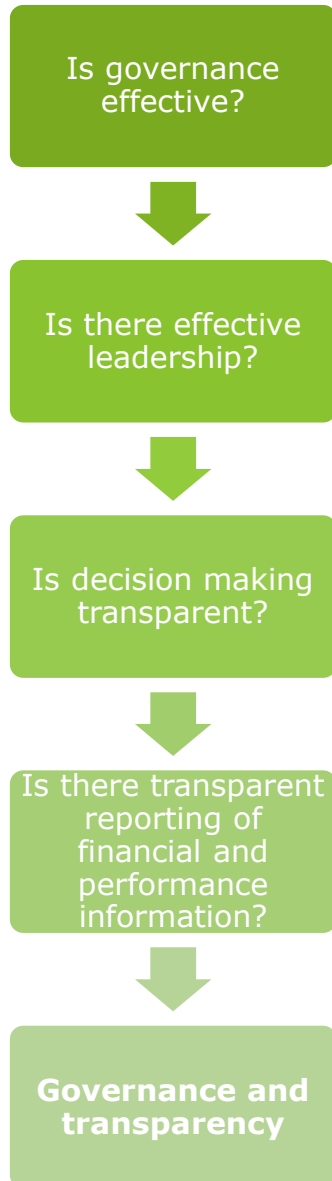 Is governance
effective?
Is there effective
leadership?
Is decision making
transparent?
Is there transparent
reporting of
financial and
performance
information?
Governance and
transparency